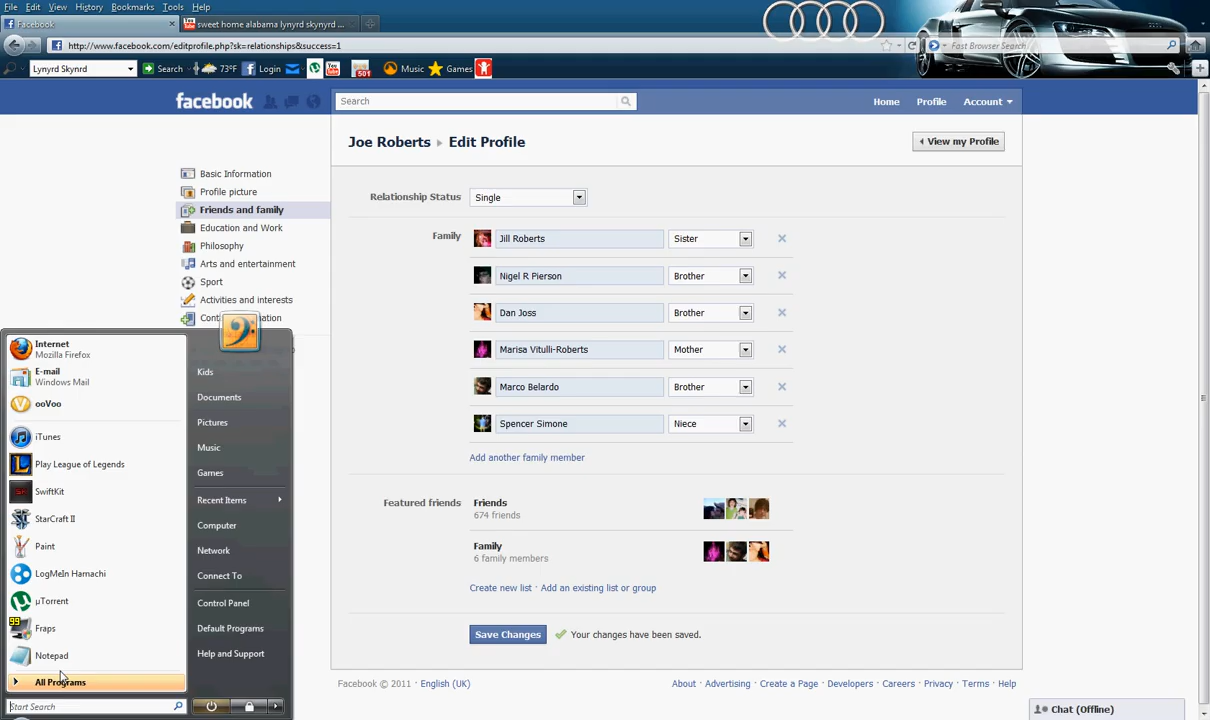 File Edit View History Bookmarks Tools Help
Facebook
You Tube sweet home alabama lynyrd skynyrd ...
http://www.facebook.com/editprofile.php?sk=relationships&success=1
Fast Browser Search
Lynyrd Skynrd Search 73°F Login 501 Music Games
facebook Search Home Profile Account
Joe Roberts Edit Profile View my Profile
Basic Information
Profile picture
Friends and family
Education and Work
Philosophy
Arts and entertainment
Sport
Activities and interests
Relationship Status Single
Family Jill Roberts Sister
Nigel R Pierson Brother
Dan Joss Brother
Marisa Vitulli-Roberts Mother
Marco Belardo Brother
Spencer Simone Niece
Add another family member
Featured friends Friends
674 friends
Family
6 family members
Create new list · Add an existing list or group
Save Changes Your changes have been saved.
Facebook © 2011 · English (UK)
About · Advertising · Create a Page · Developers · Careers · Privacy · Terms · Help
Chat (Offline)
Internet
Mozilla Firefox
E-mail
Windows Mail
ooVoo
iTunes
Play League of Legends
SwiftKit
StarCraft II
Paint
LogMeIn Hamachi
µTorrent
99 Fraps
Notepad
All Programs
Start Search
Kids
Documents
Pictures
Music
Games
Recent Items
Computer
Network
Connect To
Control Panel
Default Programs
Help and Support